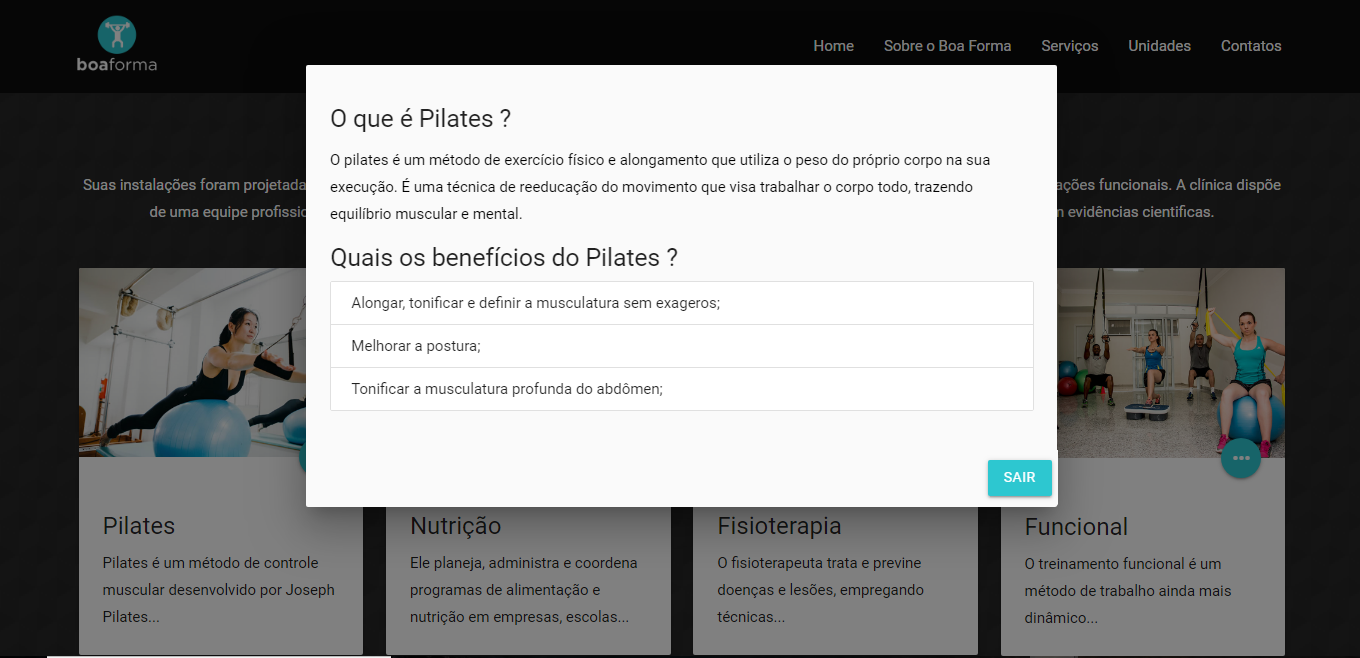 boaforma
Home Sobre o Boa Forma Serviços Unidades Contatos
O que é Pilates ?
O pilates é um método de exercício físico e alongamento que utiliza o peso do próprio corpo na sua
execução. É uma técnica de reeducação do movimento que visa trabalhar o corpo todo, trazendo
equilíbrio muscular e mental.
Quais os benefícios do Pilates ?
Alongar, tonificar e definir a musculatura sem exageros;
Melhorar a postura;
Tonificar a musculatura profunda do abdômen;
SAIR
Suas instalações foram funcionais. A clínica dispõe
de uma equipe evidências cientificas.
Pilates
Pilates é um método de controle
muscular desenvolvido por Joseph
Pilates...
Nutrição
Ele planeja, administra e coordena
programas de alimentação e
nutrição em empresas, escolas...
Fisioterapia
O fisioterapeuta trata e previne
doenças e lesões, empregando
técnicas...
Funcional
O treinamento funcional é um
método de trabalho ainda mais
dinâmico...